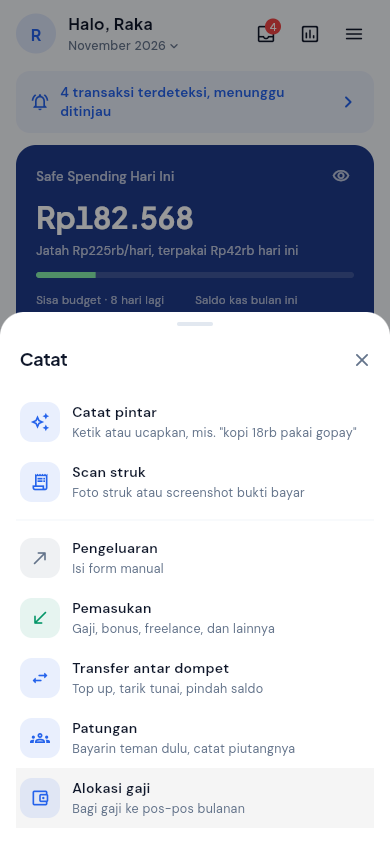 R
Halo, Raka
November 2026
4
4 transaksi terdeteksi, menunggu
ditinjau
Safe Spending Hari Ini
Rp182.568
Jatah Rp225rb/hari, terpakai Rp42rb hari ini
Sisa budget · 8 hari lagi
Saldo kas bulan ini
Catat
Catat pintar
Ketik atau ucapkan, mis. "kopi 18rb pakai gopay"
Scan struk
Foto struk atau screenshot bukti bayar
Pengeluaran
Isi form manual
Pemasukan
Gaji, bonus, freelance, dan lainnya
Transfer antar dompet
Top up, tarik tunai, pindah saldo
Patungan
Bayarin teman dulu, catat piutangnya
Alokasi gaji
Bagi gaji ke pos-pos bulanan